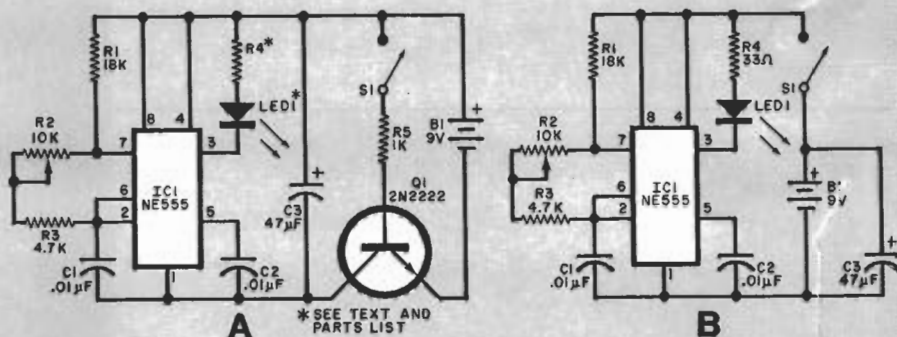 R1
18K
R4*
LED1*
S1
8
4
R2
10K
7
3
R5
1K
B1
9V
+
6
IC1
NE555
Q1
2N2222
+
2
5
C3
47µF
R3
4.7K
C1
.01µF
1
C2
.01µF
A
* SEE TEXT AND
PARTS LIST
R1
18K
R4
33Ω
S1
8
4
LED1
R2
10K
7
3
6
IC1
NE555
+
B1
9V
2
5
R3
4.7K
+
C1
.01µF
1
C2
.01µF
C3
47µF
B